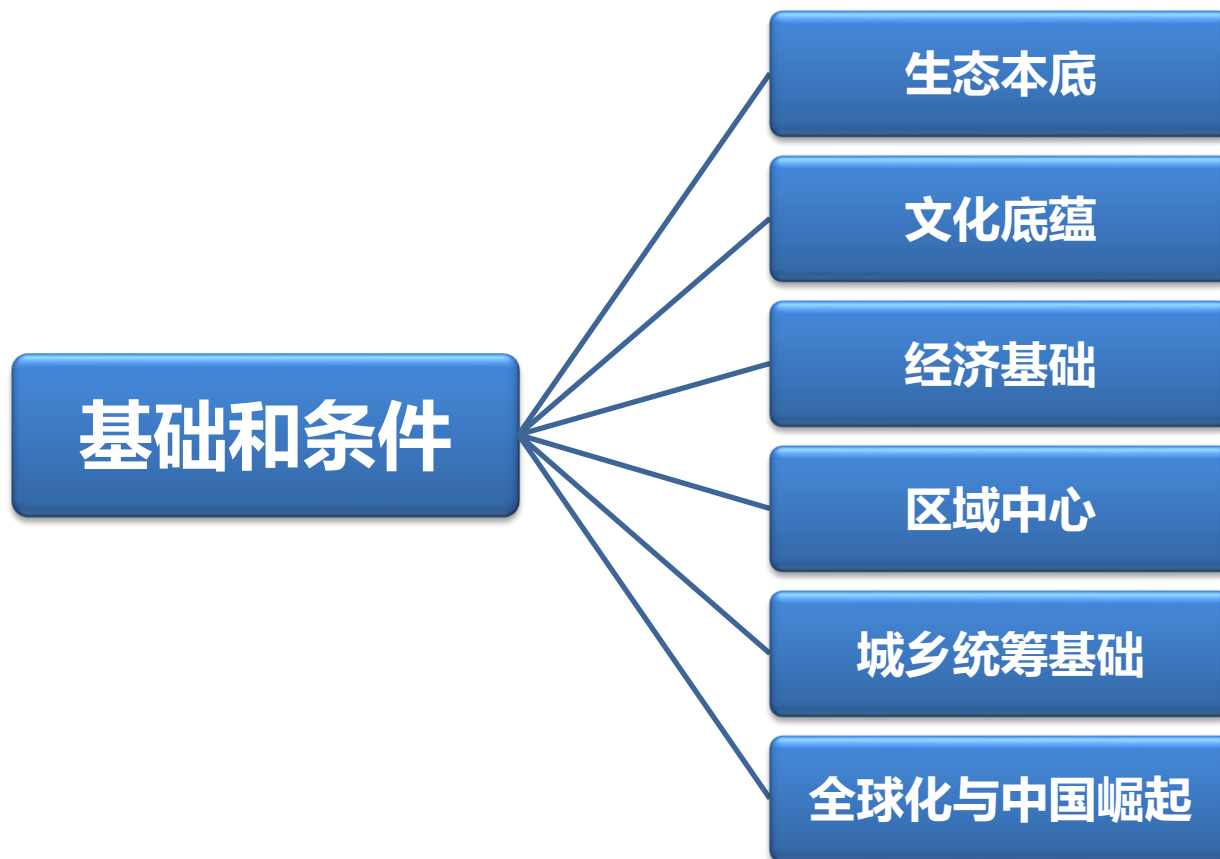 生态本底
文化底蕴
经济基础
基础和条件
区域中心
城乡统筹基础
全球化与中国崛起